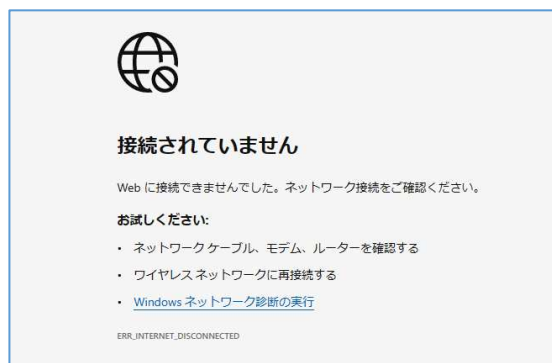 接続されていません
Web に接続できませんでした。ネットワーク接続をご確認ください。
お試しください:
• ネットワーク ケーブル、モデム、ルーターを確認する
• ワイヤレス ネットワークに再接続する
• Windows ネットワーク診断の実行
ERR_INTERNET_DISCONNECTED